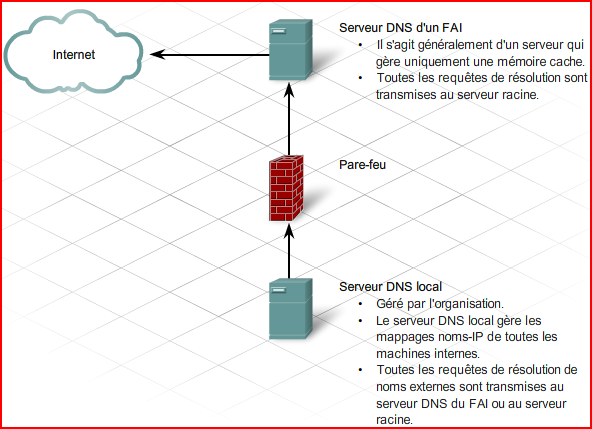 Internet
Serveur DNS d'un FAI
• Il s'agit généralement d'un serveur qui
gère uniquement une mémoire cache.
• Toutes les requêtes de résolution sont
transmises au serveur racine.
Pare-feu
Serveur DNS local
• Géré par l'organisation.
• Le serveur DNS local gère les
mappages noms-IP de toutes les
machines internes.
• Toutes les requêtes de résolution de
noms externes sont transmises au
serveur DNS du FAI ou au serveur
racine.